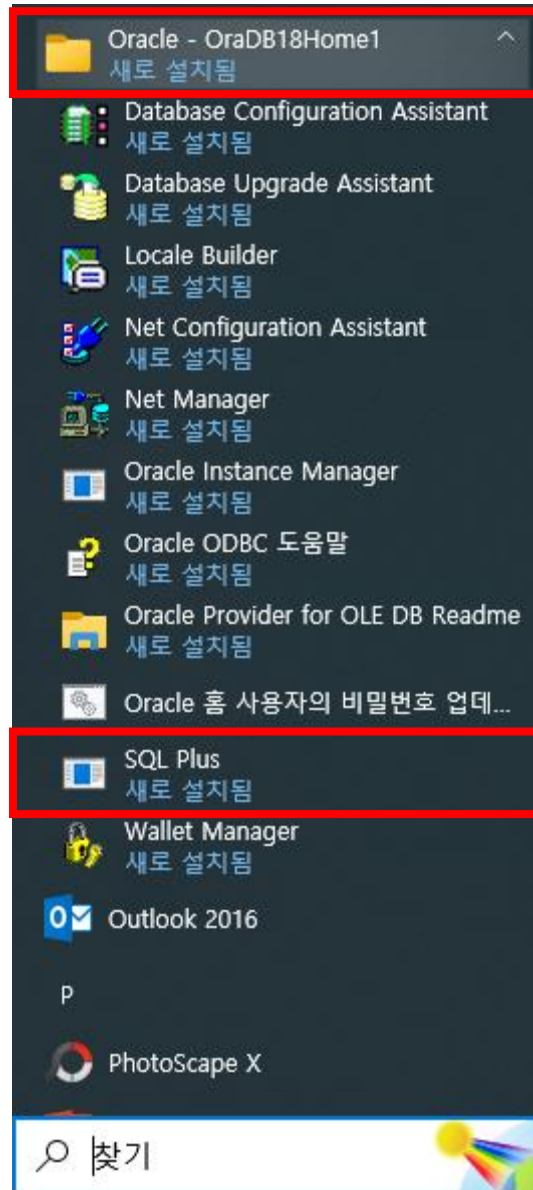 Oracle - OraDB18Home1
새로 설치됨
Database Configuration Assistant
새로 설치됨
Database Upgrade Assistant
새로 설치됨
Locale Builder
새로 설치됨
Net Configuration Assistant
새로 설치됨
Net Manager
새로 설치됨
Oracle Instance Manager
새로 설치됨
Oracle ODBC 도움말
새로 설치됨
Oracle Provider for OLE DB Readme
새로 설치됨
Oracle 홈 사용자의 비밀번호 업데...
SQL Plus
새로 설치됨
Wallet Manager
새로 설치됨
Outlook 2016
P
PhotoScape X
찾기